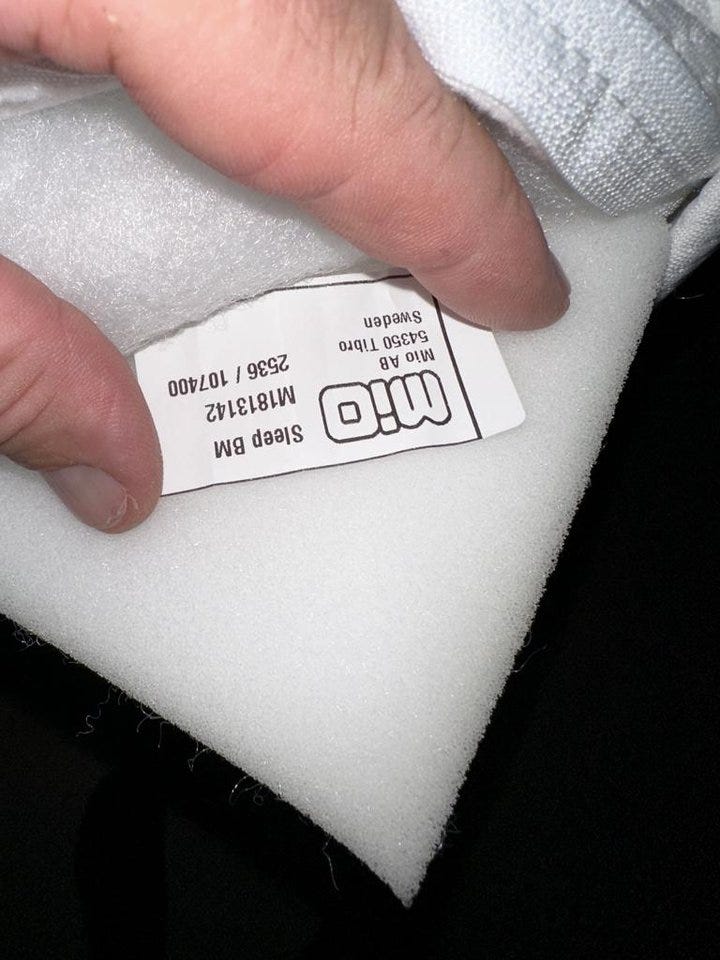 mio
Mio AB
54350 Tibro
Sweden
Sleep BM
M1813142
2536 / 107400